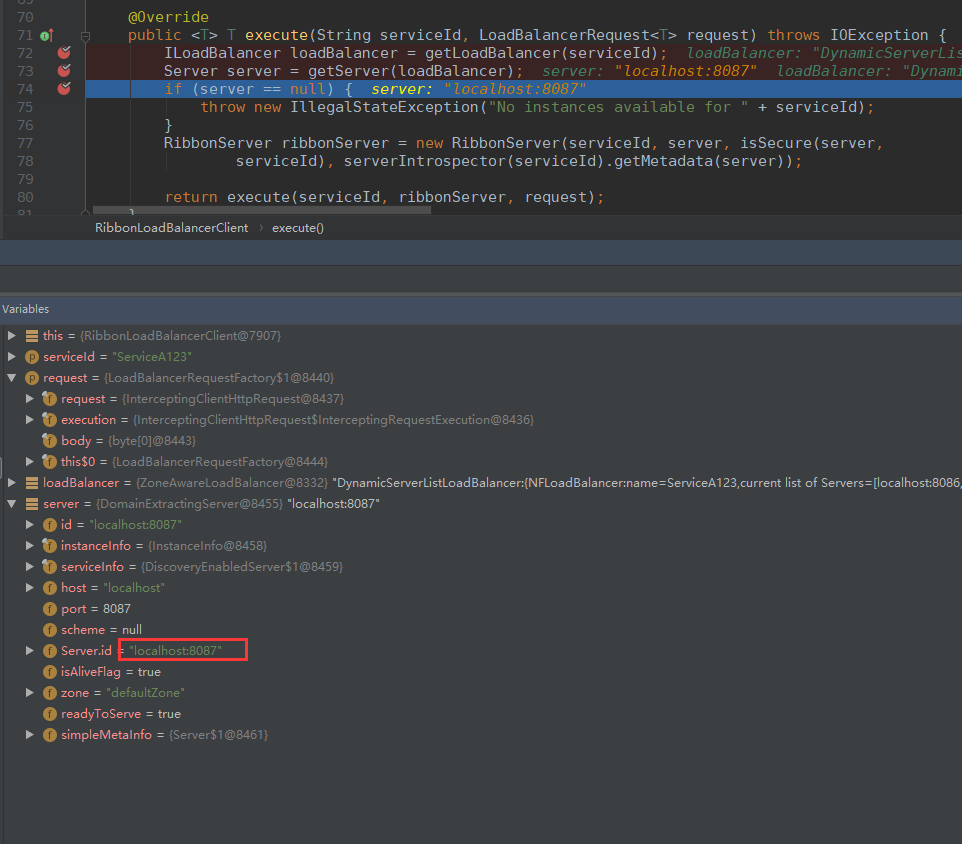 70 @Override
71 public <T> T execute(String serviceId, LoadBalancerRequest<T> request) throws IOException {
72 ILoadBalancer loadBalancer = getLoadBalancer(serviceId); loadBalancer: "DynamicServerLis
73 Server server = getServer(loadBalancer); server: "localhost:8087" loadBalancer: "Dynami
74 if (server == null) { server: "localhost:8087"
75 throw new IllegalStateException("No instances available for " + serviceId);
76 }
77 RibbonServer ribbonServer = new RibbonServer(serviceId, server, isSecure(server,
78 serviceId), serverIntrospector(serviceId).getMetadata(server));
79
80 return execute(serviceId, ribbonServer, request);
81 }
RibbonLoadBalancerClient › execute()
Variables
this = {RibbonLoadBalancerClient@7907}
serviceId = "ServiceA123"
request = {LoadBalancerRequestFactory$1@8440}
request = {InterceptingClientHttpRequest@8437}
execution = {InterceptingClientHttpRequest$InterceptingRequestExecution@8436}
body = {byte[0]@8443}
this$0 = {LoadBalancerRequestFactory@8444}
loadBalancer = {ZoneAwareLoadBalancer@8332} "DynamicServerListLoadBalancer:{NFLoadBalancer:name=ServiceA123,current list of Servers=[localhost:8086,
server = {DomainExtractingServer@8455} "localhost:8087"
id = "localhost:8087"
instanceInfo = {InstanceInfo@8458}
serviceInfo = {DiscoveryEnabledServer$1@8459}
host = "localhost"
port = 8087
scheme = null
Server.id = "localhost:8087"
isAliveFlag = true
zone = "defaultZone"
readyToServe = true
simpleMetaInfo = {Server$1@8461}